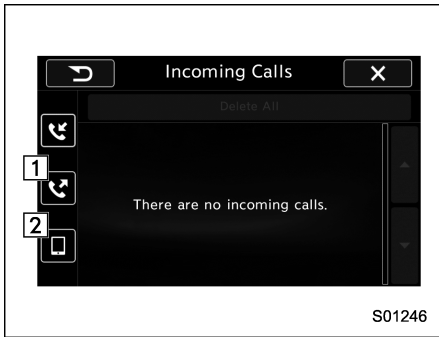 Incoming Calls
Delete All
1
There are no incoming calls.
2
S01246